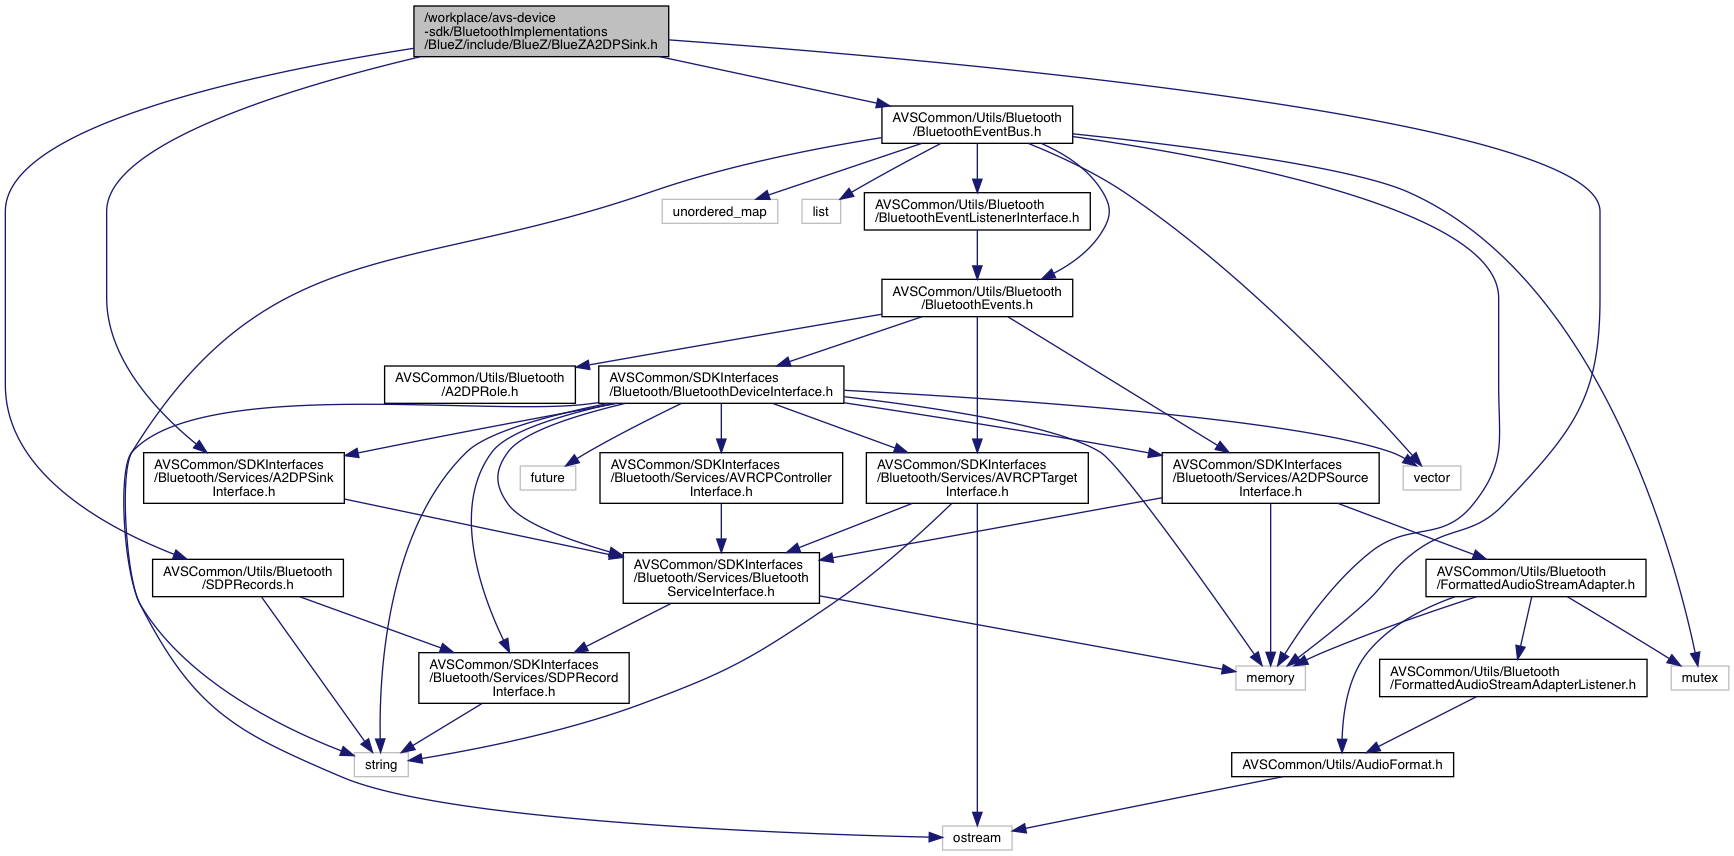 /workplace/avs-device
-sdk/BluetoothImplementations
/BlueZ/include/BlueZ/BlueZA2DPSink.h
AVSCommon/Utils/Bluetooth
/BluetoothEventBus.h
unordered_map
list
AVSCommon/Utils/Bluetooth
/BluetoothEventListenerInterface.h
AVSCommon/Utils/Bluetooth
/BluetoothEvents.h
AVSCommon/Utils/Bluetooth
/A2DPRole.h
AVSCommon/SDKInterfaces
/Bluetooth/BluetoothDeviceInterface.h
AVSCommon/SDKInterfaces
/Bluetooth/Services/A2DPSink
Interface.h
future
AVSCommon/SDKInterfaces
/Bluetooth/Services/AVRCPController
Interface.h
AVSCommon/SDKInterfaces
/Bluetooth/Services/AVRCPTarget
Interface.h
AVSCommon/SDKInterfaces
/Bluetooth/Services/A2DPSource
Interface.h
vector
AVSCommon/Utils/Bluetooth
/SDPRecords.h
AVSCommon/SDKInterfaces
/Bluetooth/Services/Bluetooth
ServiceInterface.h
AVSCommon/Utils/Bluetooth
/FormattedAudioStreamAdapter.h
AVSCommon/SDKInterfaces
/Bluetooth/Services/SDPRecord
Interface.h
memory
AVSCommon/Utils/Bluetooth
/FormattedAudioStreamAdapterListener.h
mutex
string
AVSCommon/Utils/AudioFormat.h
ostream